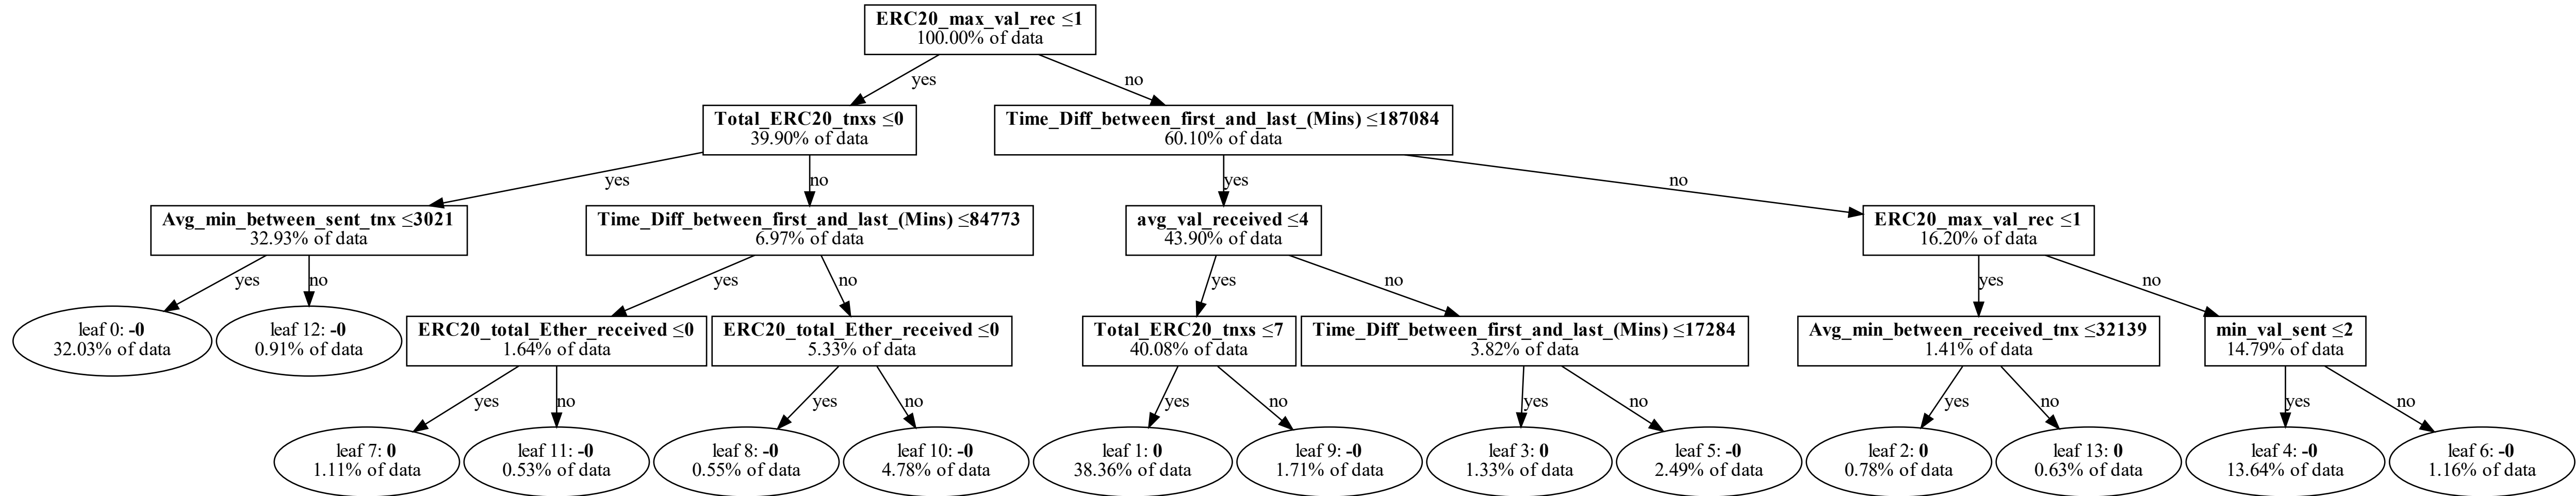 ERC20_max_val_rec ≤1
100.00% of data
yes
no
Total_ERC20_tnxs ≤0
39.90% of data
Time_Diff_between_first_and_last_(Mins) ≤187084
60.10% of data
yes
no
yes
no
Avg_min_between_sent_tnx ≤3021
32.93% of data
Time_Diff_between_first_and_last_(Mins) ≤84773
6.97% of data
avg_val_received ≤4
43.90% of data
ERC20_max_val_rec ≤1
16.20% of data
yes
no
yes
no
yes
no
yes
no
leaf 0: -0
32.03% of data
leaf 12: -0
0.91% of data
ERC20_total_Ether_received ≤0
1.64% of data
ERC20_total_Ether_received ≤0
5.33% of data
Total_ERC20_tnxs ≤7
40.08% of data
Time_Diff_between_first_and_last_(Mins) ≤17284
3.82% of data
Avg_min_between_received_tnx ≤32139
1.41% of data
min_val_sent ≤2
14.79% of data
yes
no
yes
no
yes
no
yes
no
yes
no
yes
no
leaf 7: 0
1.11% of data
leaf 11: -0
0.53% of data
leaf 8: -0
0.55% of data
leaf 10: -0
4.78% of data
leaf 1: 0
38.36% of data
leaf 9: -0
1.71% of data
leaf 3: 0
1.33% of data
leaf 5: -0
2.49% of data
leaf 2: 0
0.78% of data
leaf 13: 0
0.63% of data
leaf 4: -0
13.64% of data
leaf 6: -0
1.16% of data